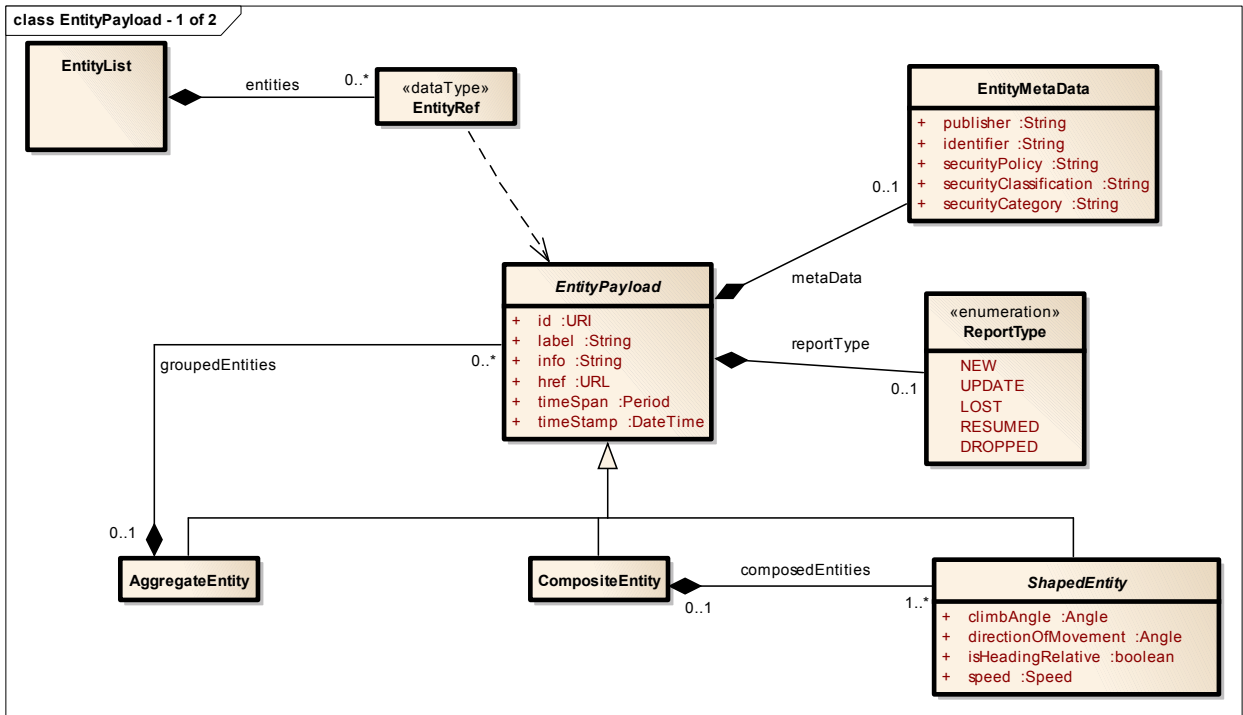 class EntityPayload - 1 of 2
EntityList
entities
0..*
«dataType»
EntityRef
EntityMetaData
+ publisher :String
+ identifier :String
+ securityPolicy :String
+ securityClassification :String
+ securityCategory :String
0..1
metaData
EntityPayload
+ id :URI
+ label :String
+ info :String
+ href :URL
+ timeSpan :Period
+ timeStamp :DateTime
reportType
0..1
«enumeration»
ReportType
NEW
UPDATE
LOST
RESUMED
DROPPED
groupedEntities
0..*
0..1
AggregateEntity
CompositeEntity
composedEntities
0..1
1..*
ShapedEntity
+ climbAngle :Angle
+ directionOfMovement :Angle
+ isHeadingRelative :boolean
+ speed :Speed